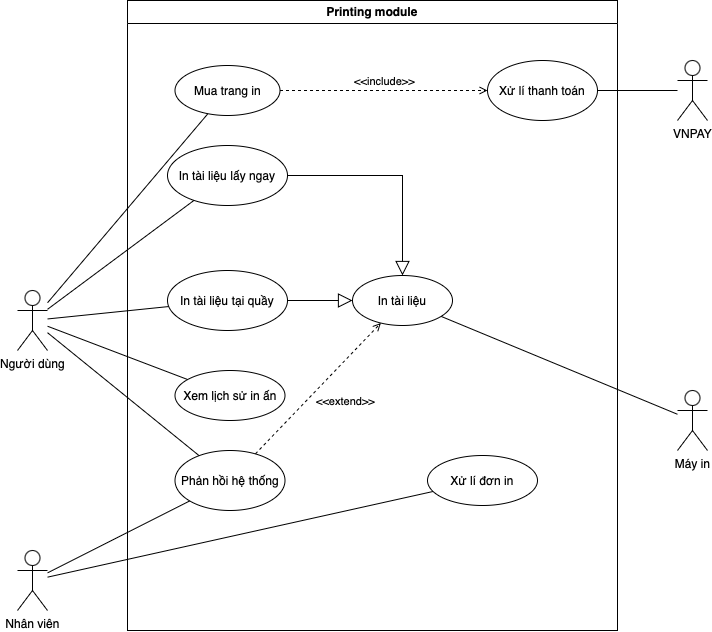 Printing module
Mua trang in
<<include>>
Xử lí thanh toán
VNPAY
In tài liệu lấy ngay
In tài liệu tại quầy
In tài liệu
Người dùng
Xem lịch sử in ấn
<<extend>>
Máy in
Phản hồi hệ thống
Xử lí đơn in
Nhân viên